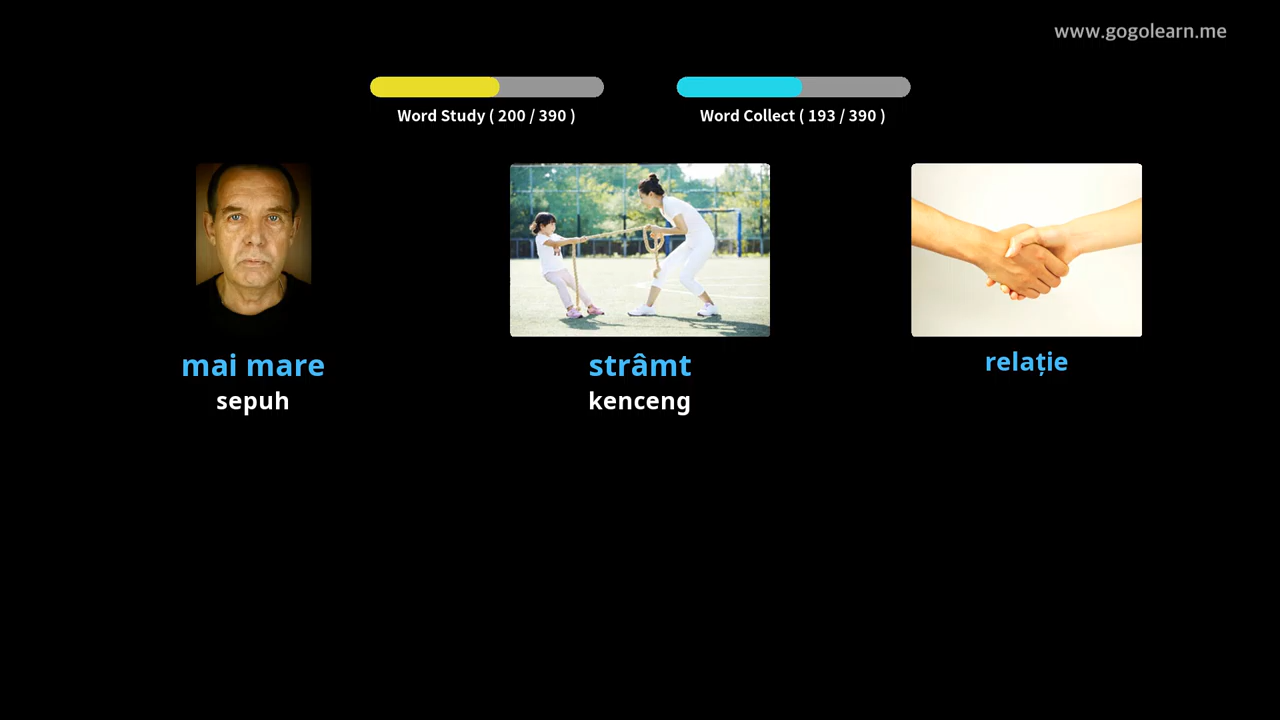 www.gogolearn.me
Word Study ( 200 / 390 )
Word Collect ( 193 / 390 )
mai mare
sepuh
strâmt
kenceng
relație